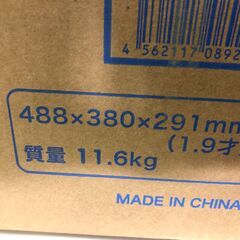 4 562117 0892
488×380×291mm
(1.9才
質量 11.6kg
MADE IN CHINA